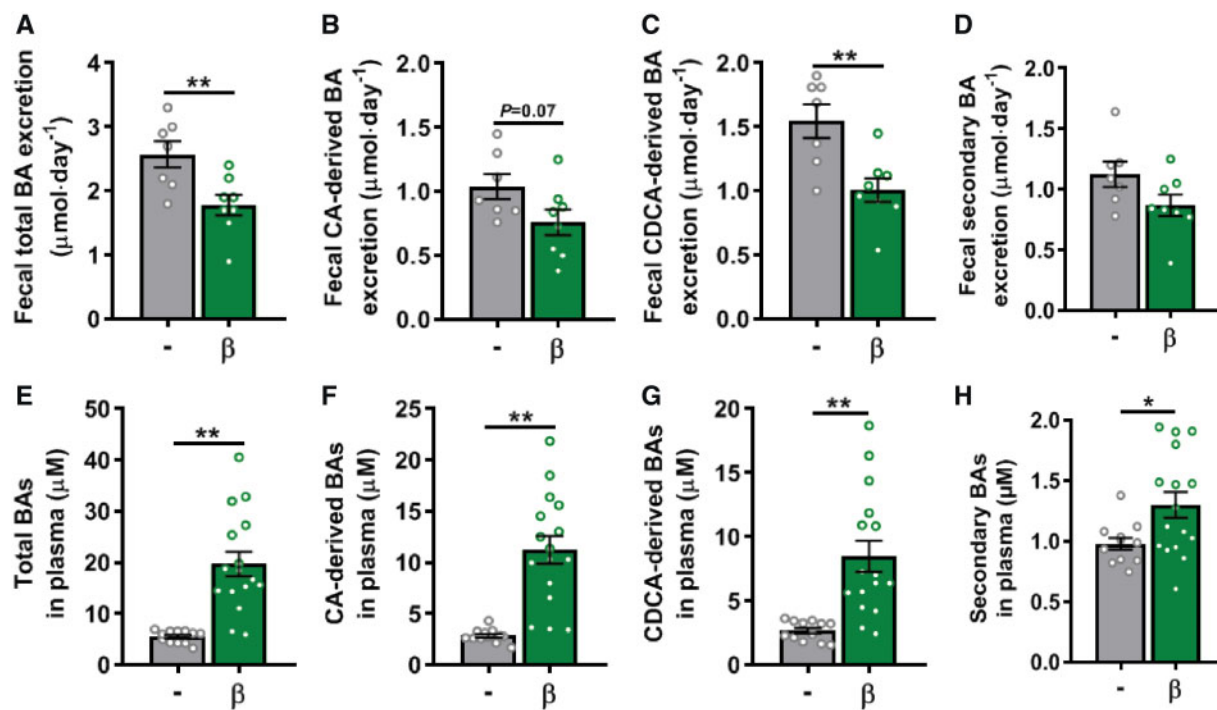 A
Fecal total BA excretion
(μmol·day⁻¹)
4
3
2
1
0
**
-
β
B
Fecal CA-derived BA
excretion (μmol·day⁻¹)
2.0
1.5
1.0
0.5
0.0
P=0.07
-
β
C
Fecal CDCA-derived BA
excretion (μmol·day⁻¹)
2.0
1.5
1.0
1.5
0.0
**
-
β
D
Fecal secondary BA
excretion (μmol·day⁻¹)
2.0
1.5
1.0
0.5
0.0
-
β
E
Total BAs
in plasma (μM)
50
40
30
20
10
0
**
-
β
F
CA-derived BAs
in plasma (μM)
25
20
15
10
5
0
**
-
β
G
CDCA-derived BAs
in plasma (μM)
20
15
10
5
0
**
-
β
H
Secondary BAs
in plasma (μM)
2.0
1.5
1.0
0.5
0.0
*
-
β